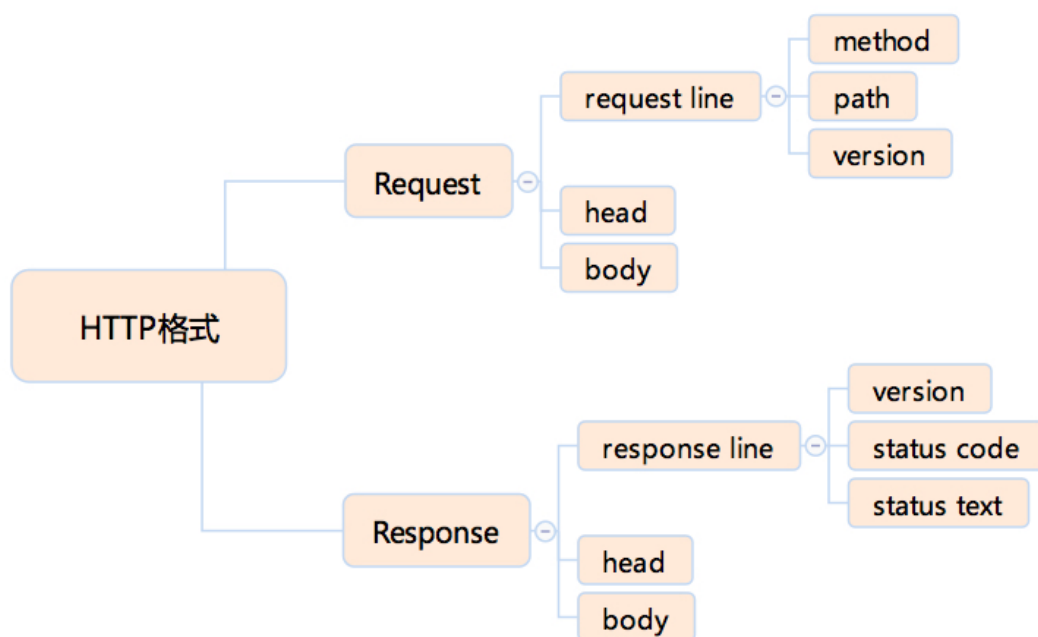 HTTP格式
Request
request line
method
path
version
head
body
Response
response line
version
status code
status text
head
body